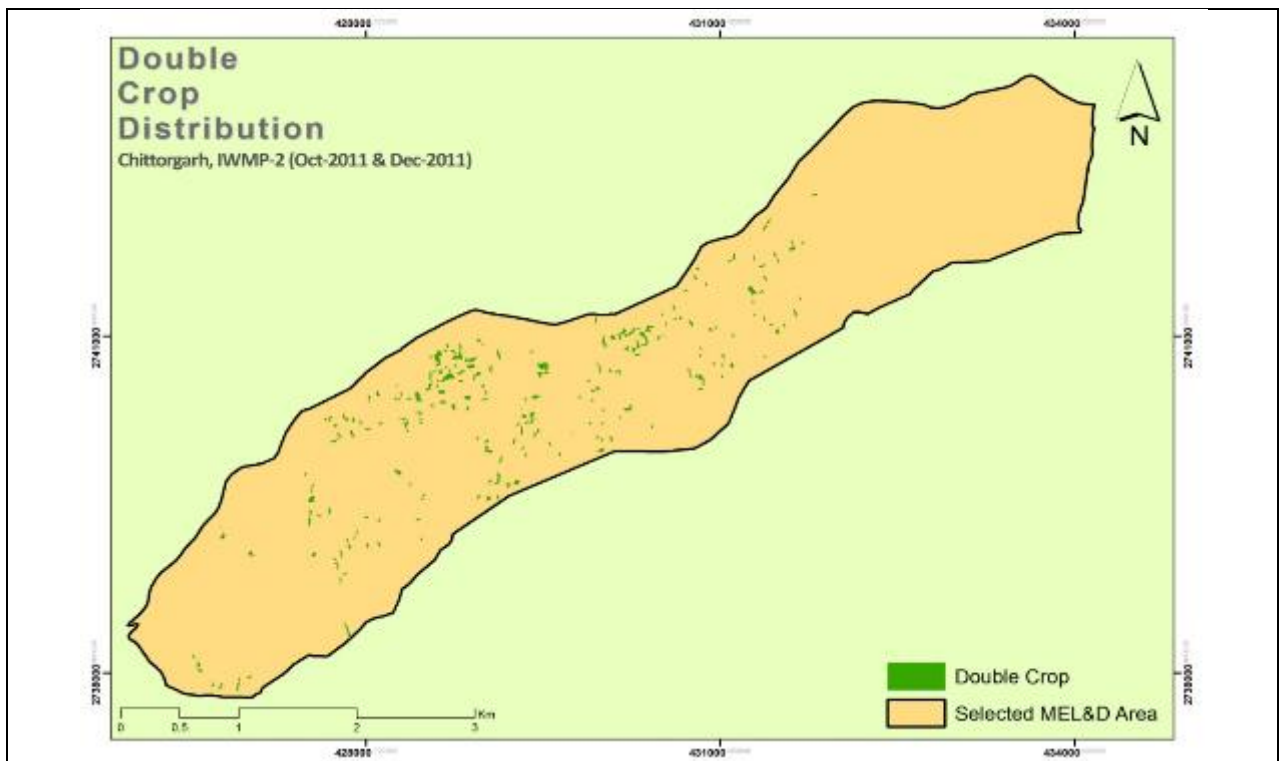 428000 431000 434000
Double
Crop
Distribution
Chittorgarh, IWMP-2 (Oct-2011 & Dec-2011)
N
2741000 2741000
2738000 2738000
Double Crop
Selected MEL&D Area
Km
0 0.5 1 2 3
428000 431000 434000